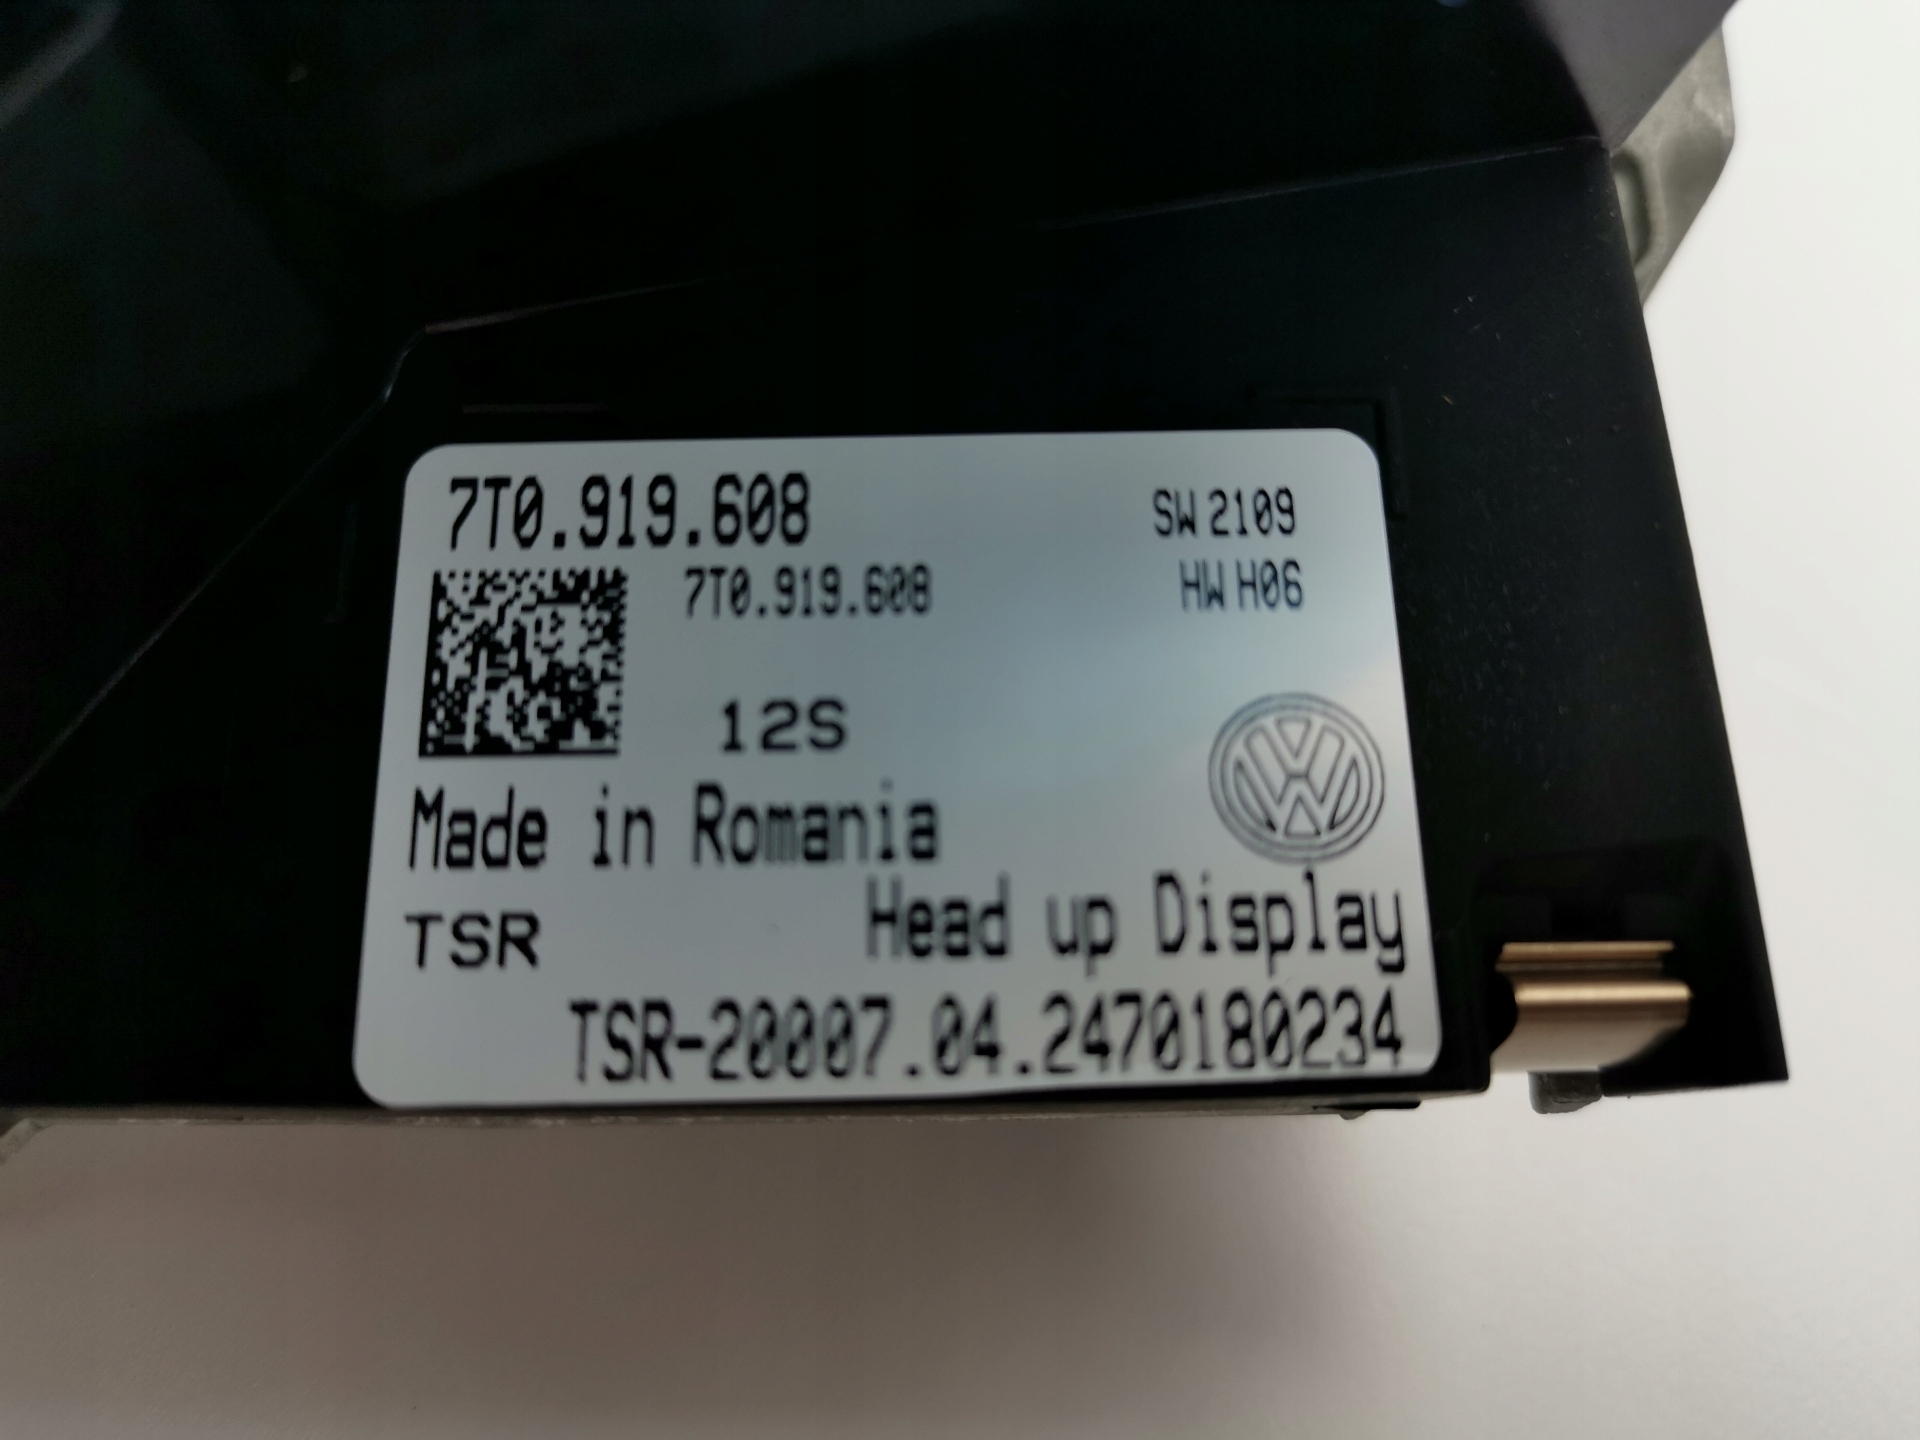 7T0.919.608
SW 2109
7T0.919.608
HW H06
12S
Made in Romania
TSR
Head up Display
TSR-20007.04.2470180234